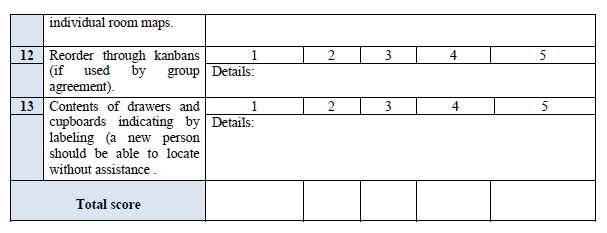 individual room maps.
12 Reorder through kanbans 1 2 3 4 5
(if used by group Details:
agreement).
13 Contents of drawers and 1 2 3 4 5
cupboards indicating by Details:
labeling (a new person
should be able to locate
without assistance .
Total score